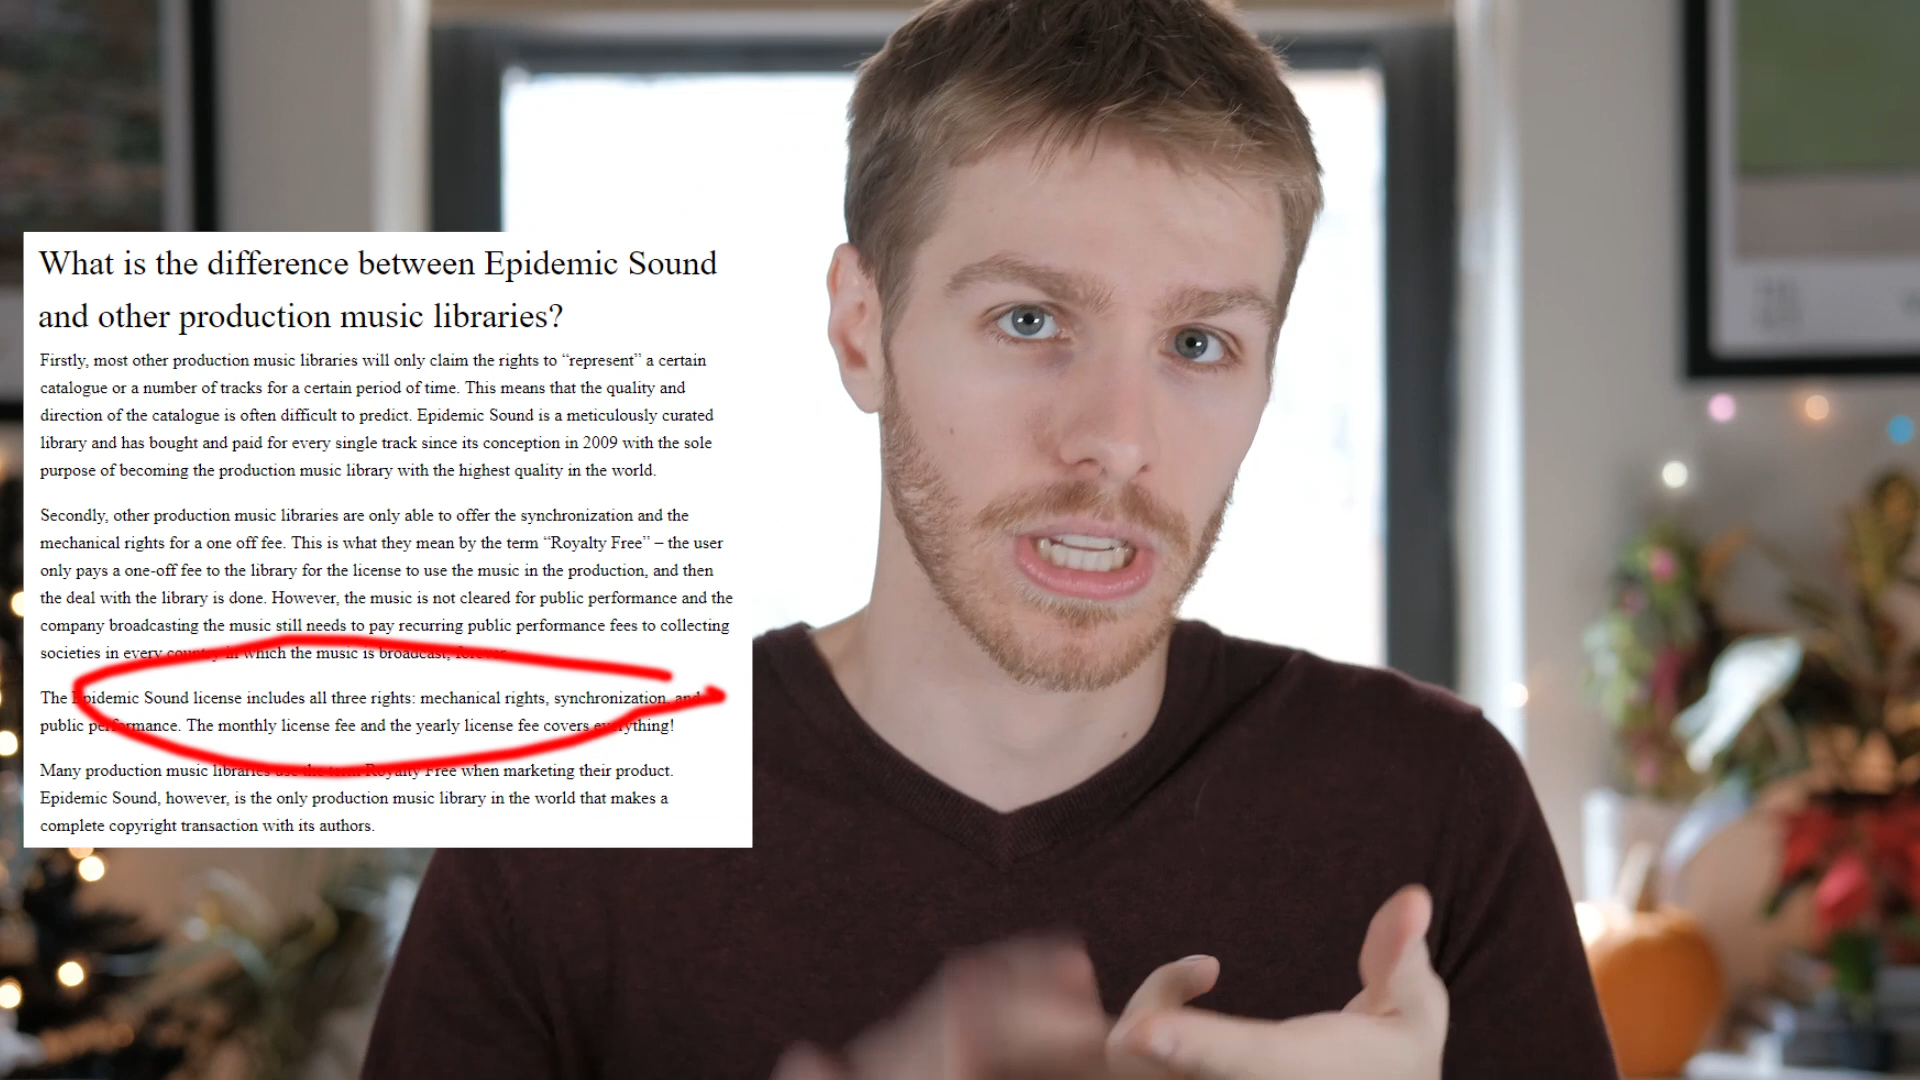 What is the difference between Epidemic Sound
and other production music libraries?
Firstly, most other production music libraries will only claim the rights to “represent” a certain
catalogue or a number of tracks for a certain period of time. This means that the quality and
direction of the catalogue is often difficult to predict. Epidemic Sound is a meticulously curated
library and has bought and paid for every single track since its conception in 2009 with the sole
purpose of becoming the production music library with the highest quality in the world.
Secondly, other production music libraries are only able to offer the synchronization and the
mechanical rights for a one off fee. This is what they mean by the term “Royalty Free” – the user
only pays a one-off fee to the library for the license to use the music in the production, and then
the deal with the library is done. However, the music is not cleared for public performance and the
company broadcasting the music still needs to pay recurring public performance fees to collecting
societies in every country in which the music is broadcast, forever.
The Epidemic Sound license includes all three rights: mechanical rights, synchronization, and
public performance. The monthly license fee and the yearly license fee covers everything!
Many production music libraries use the term Royalty Free when marketing their product.
Epidemic Sound, however, is the only production music library in the world that makes a
complete copyright transaction with its authors.